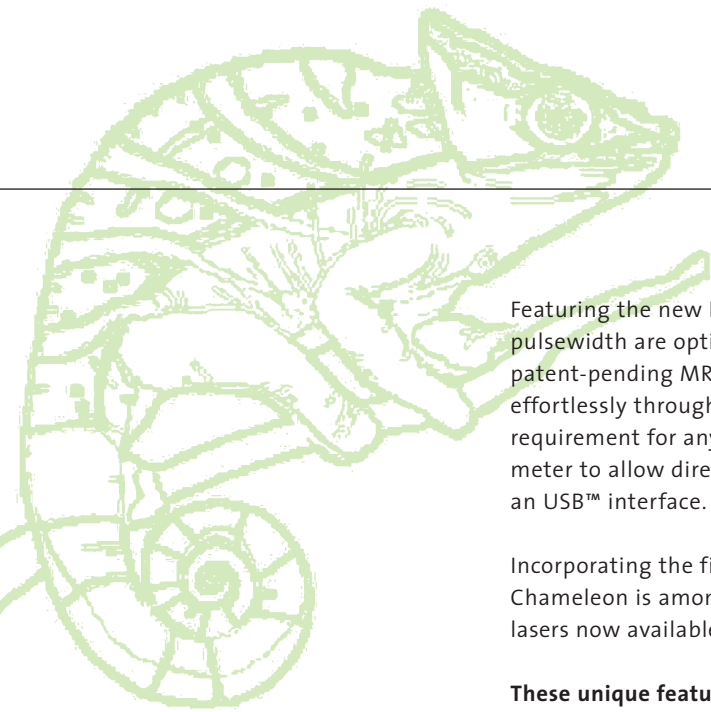 Featuring the new
pulsewidth are opti
patent-pending MR
effortlessly through
requirement for any
meter to allow dire
an USB™ interface.
Incorporating the fi
Chameleon is amon
lasers now available
These unique featu